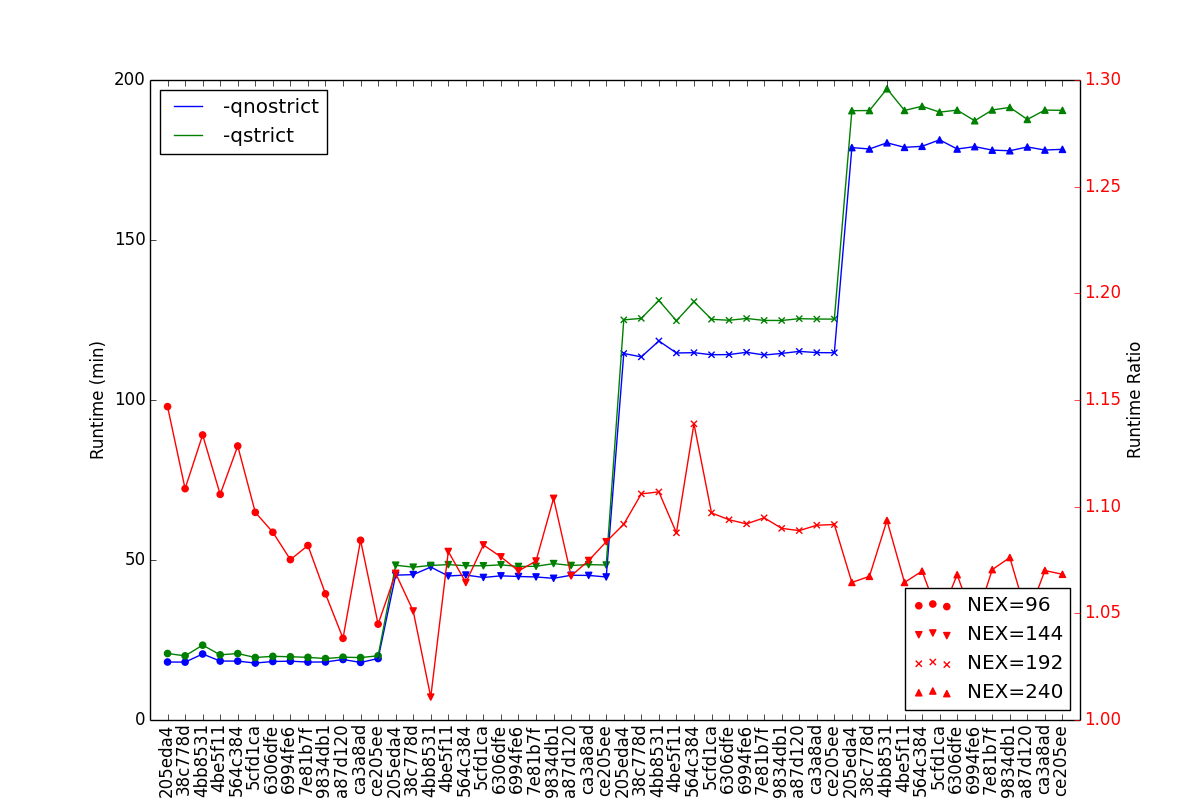 -qnostrict
-qstrict
200
150
100
50
0
Runtime (min)
1.30
1.25
1.20
1.15
1.10
1.05
1.00
Runtime Ratio
NEX=96
NEX=144
NEX=192
NEX=240
205eda4
38c778d
4bb8531
4be5f11
564c384
5cfd1ca
6306dfe
6994fe6
7e81b7f
9834db1
a87d120
ca3a8ad
ce205ee
205eda4
38c778d
4bb8531
4be5f11
564c384
5cfd1ca
6306dfe
6994fe6
7e81b7f
9834db1
a87d120
ca3a8ad
ce205ee
205eda4
38c778d
4bb8531
4be5f11
564c384
5cfd1ca
6306dfe
6994fe6
7e81b7f
9834db1
a87d120
ca3a8ad
ce205ee
205eda4
38c778d
4bb8531
4be5f11
564c384
5cfd1ca
6306dfe
6994fe6
7e81b7f
9834db1
a87d120
ca3a8ad
ce205ee